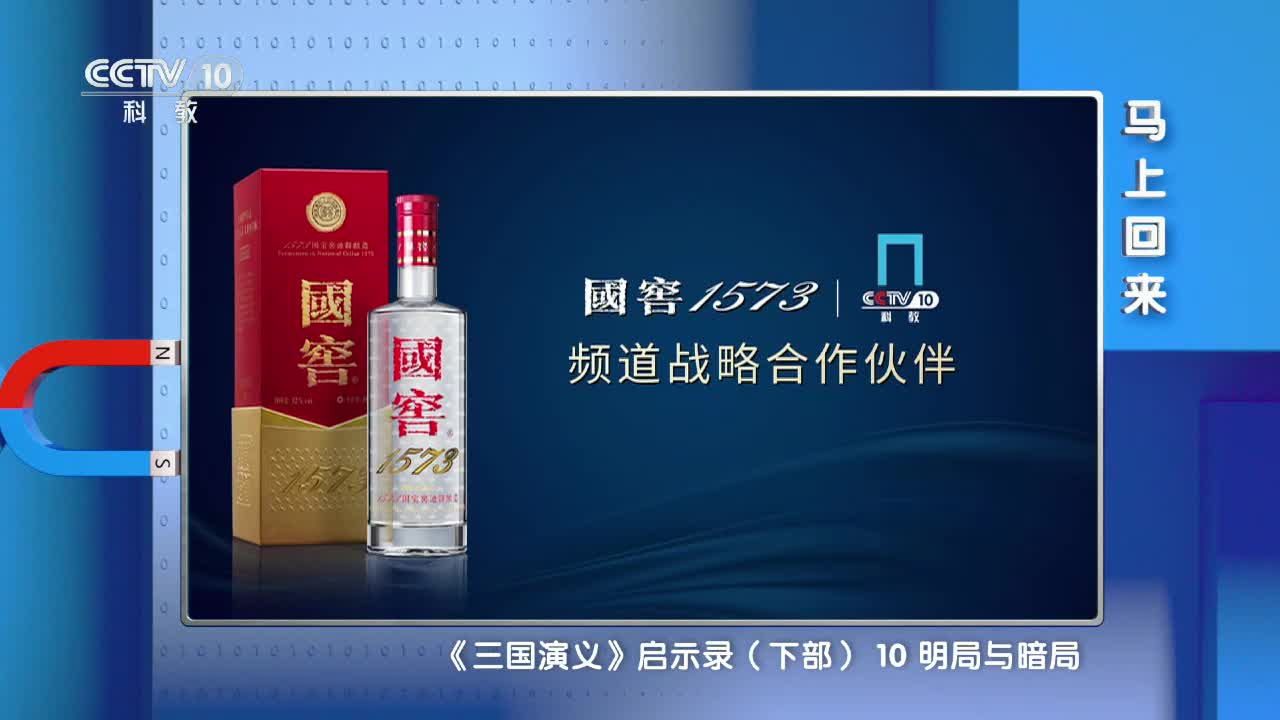 CCTV 10
科 教
马上回来
國窖
國窖
1573
1573
國窖1573
CCTV 10
科 教
频道战略合作伙伴
N
S
《三国演义》启示录（下部） 10 明局与暗局